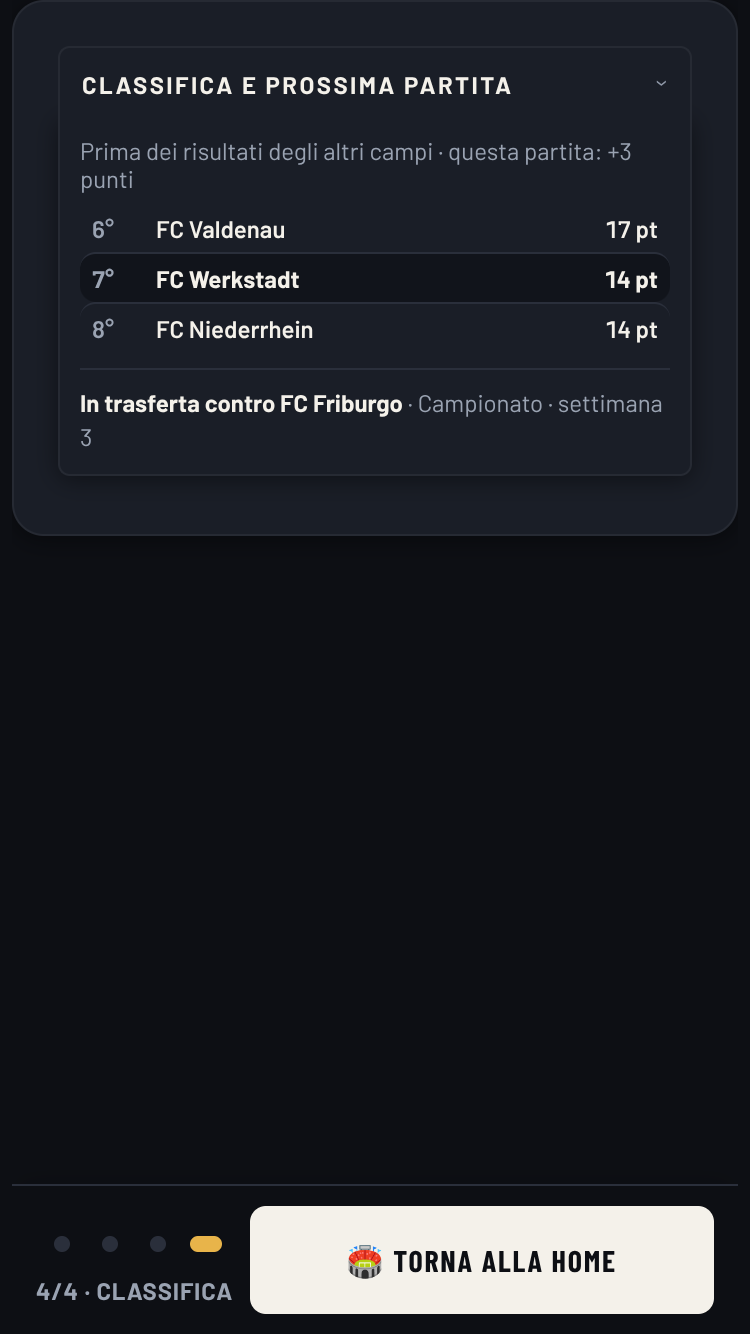 CLASSIFICA E PROSSIMA PARTITA
Prima dei risultati degli altri campi · questa partita: +3
punti
6° FC Valdenau 17 pt
7° FC Werkstadt 14 pt
8° FC Niederrhein 14 pt
In trasferta contro FC Friburgo · Campionato · settimana
3
4/4 · CLASSIFICA
TORNA ALLA HOME